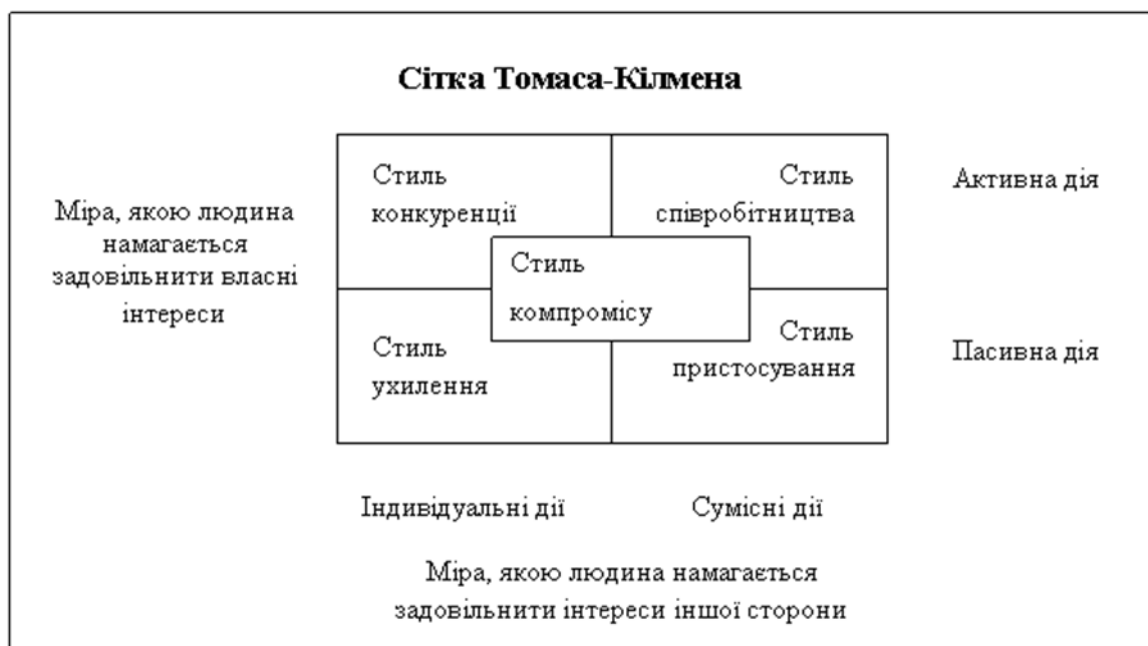 Сітка Томаса-Кілмена
Міра, якою людина
намагається
задовільнити власні
інтереси
Стиль
конкуренції
Стиль
співробітництва
Активна дія
Стиль
компромісу
Стиль
ухилення
Стиль
пристосування
Пасивна дія
Індивідуальні дії
Сумісні дії
Міра, якою людина намагається
задовільнити інтереси іншої сторони